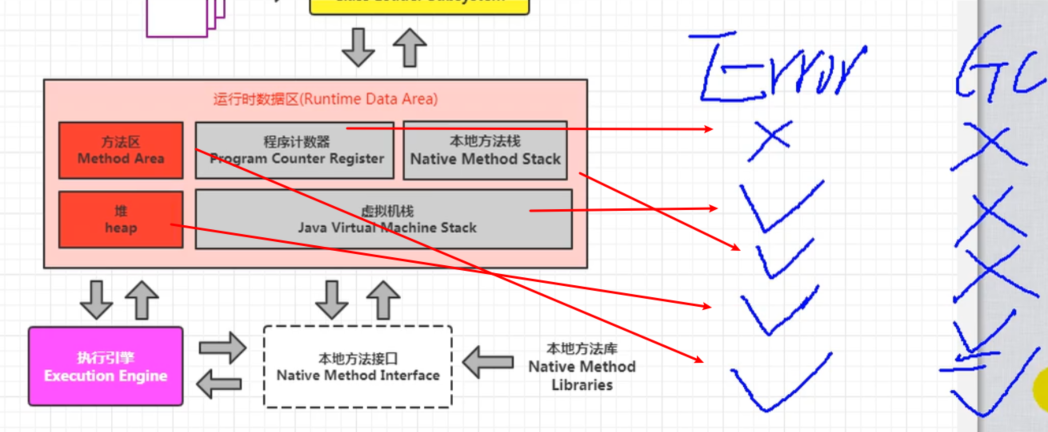 Class Loader Subsystem
运行时数据区(Runtime Data Area)
方法区
Method Area
程序计数器
Program Counter Register
本地方法栈
Native Method Stack
堆
heap
虚拟机栈
Java Virtual Machine Stack
执行引擎
Execution Engine
本地方法接口
Native Method Interface
本地方法库
Native Method
Libraries
Error GC